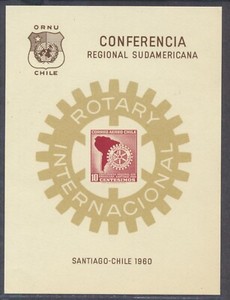 ORNU
CHILE
CONFERENCIA
REGIONAL SUDAMERICANA
ROTARY
INTERNACIONAL
CORREO AEREO CHILE
10
CENTESIMOS
SANTIAGO-CHILE 1960